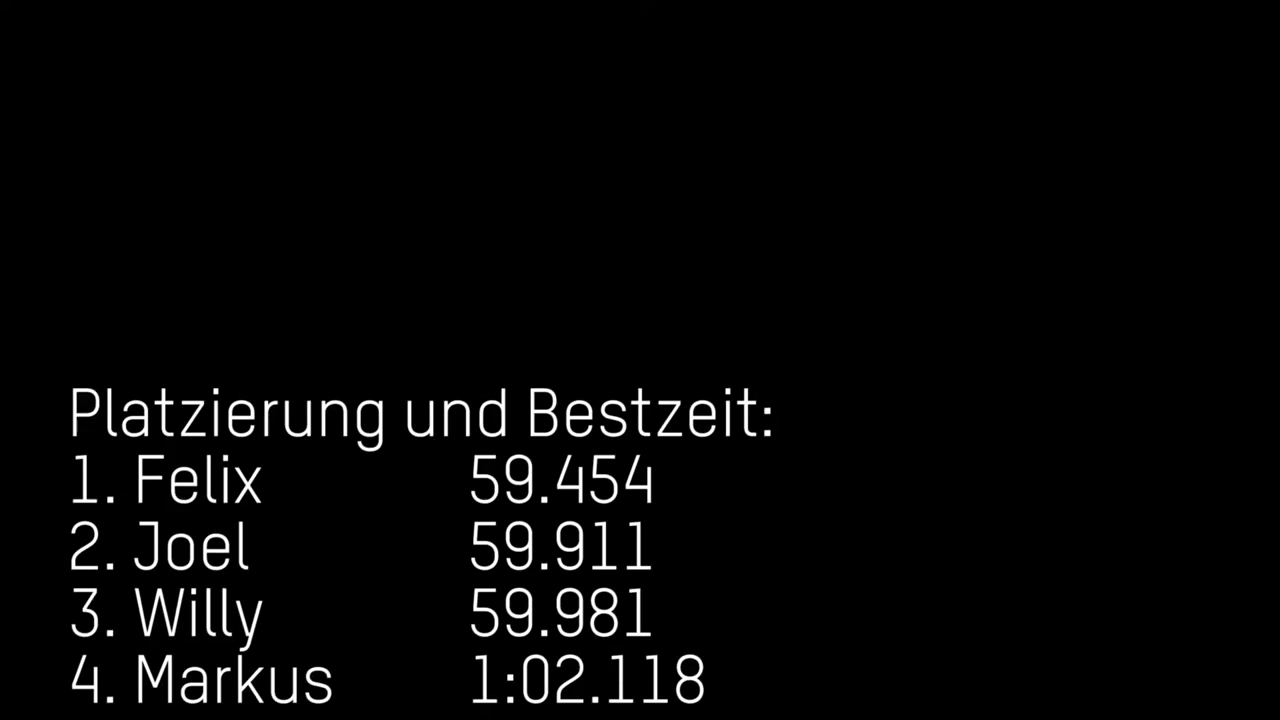 Platzierung und Bestzeit:
1. Felix 59.454
2. Joel 59.911
3. Willy 59.981
4. Markus 1:02.118